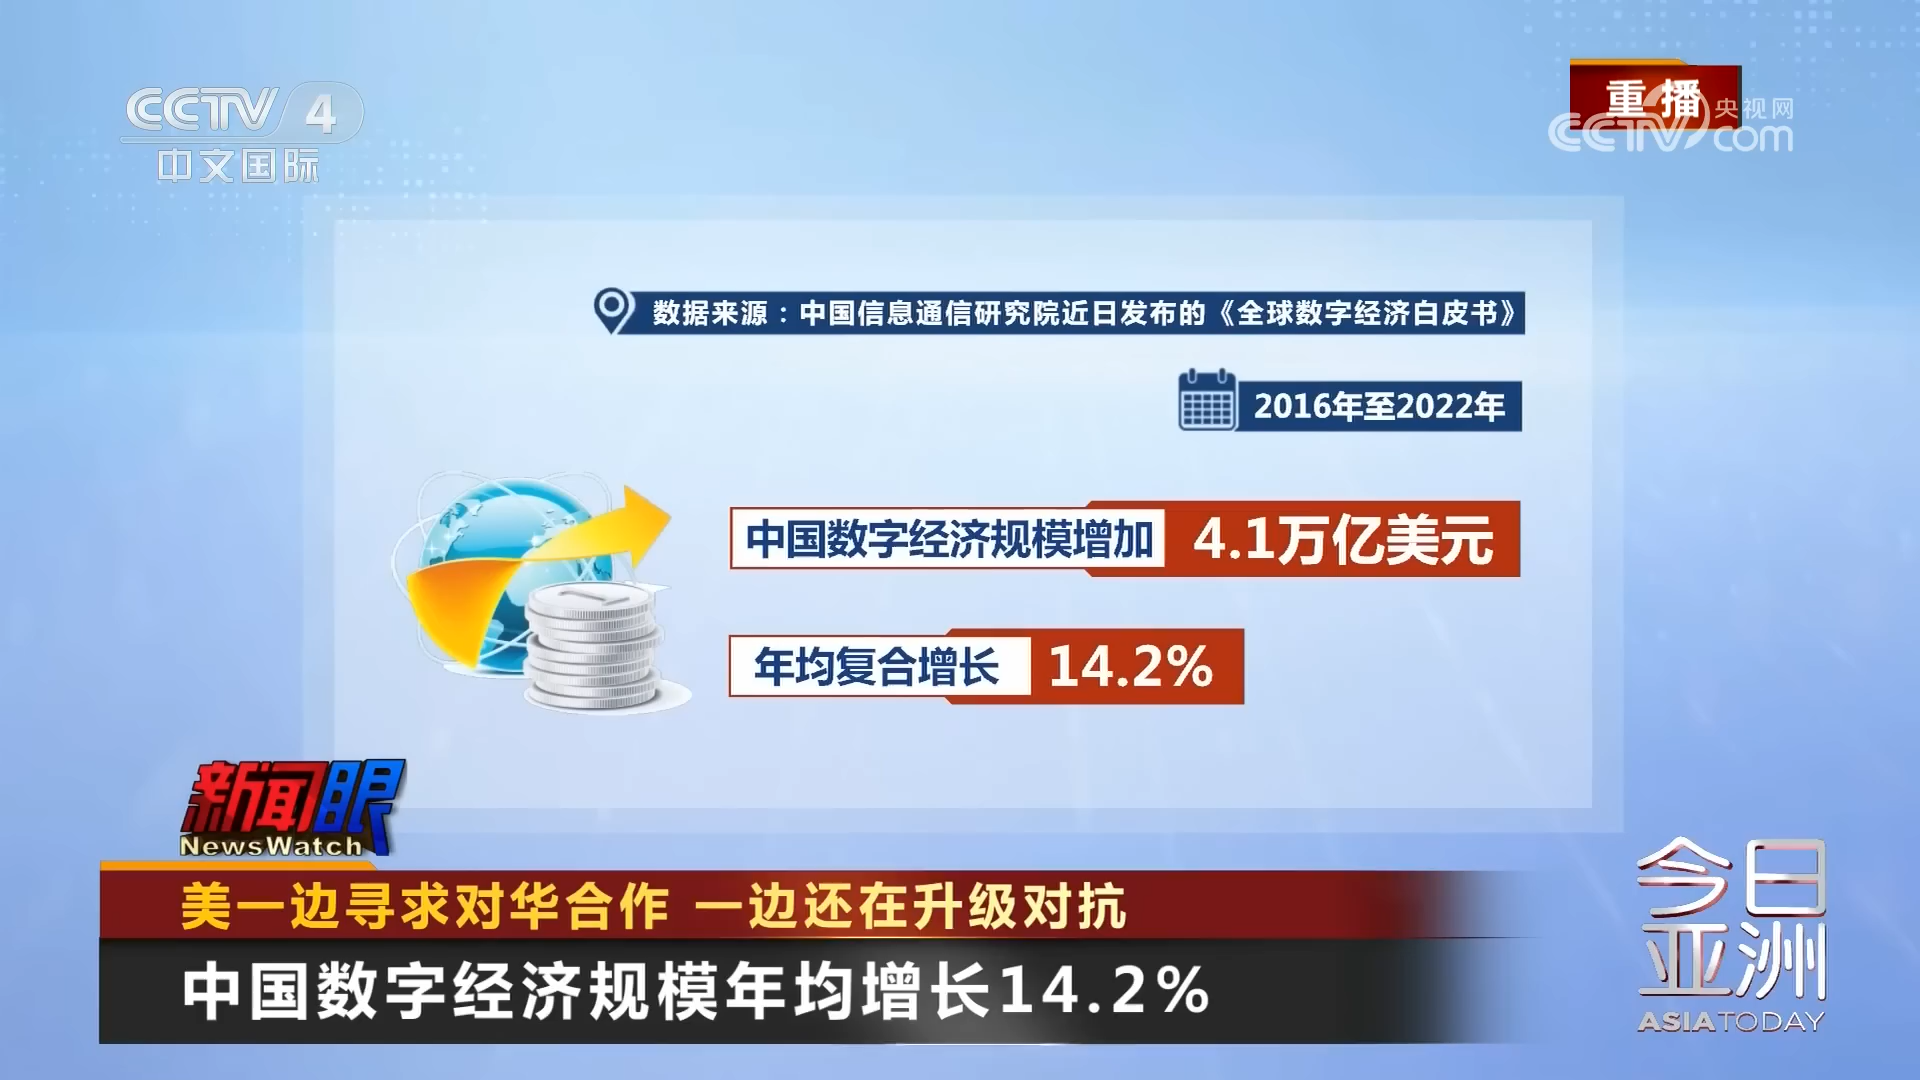 CCTV 4
中文国际
重播
央视网
CCTV.com
数据来源：中国信息通信研究院近日发布的《全球数字经济白皮书》
2016年至2022年
中国数字经济规模增加 4.1万亿美元
年均复合增长 14.2%
新闻眼
NewsWatch
美一边寻求对华合作 一边还在升级对抗
中国数字经济规模年均增长14.2%
今日
亚洲
ASIA TODAY